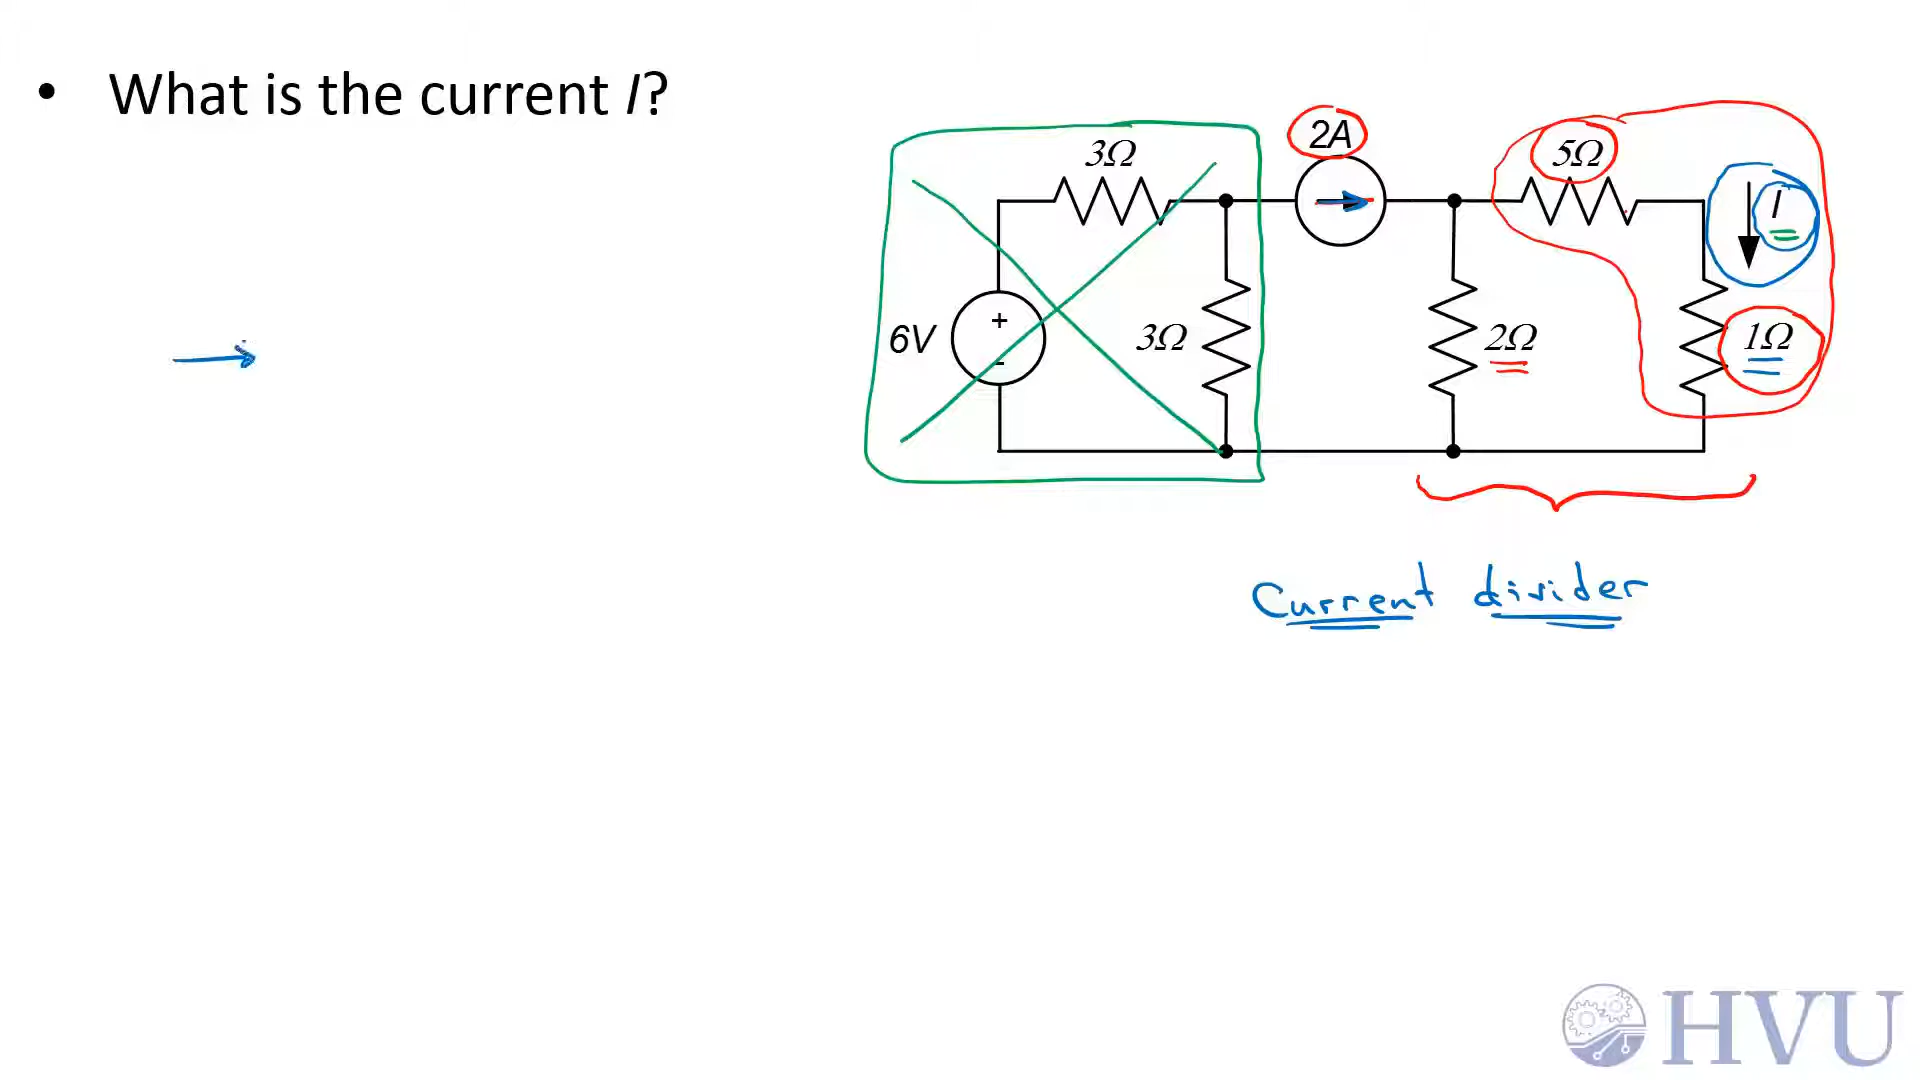 • What is the current I?
2A
3Ω
5Ω
I
6V
+
-
3Ω
2Ω
1Ω
Current divider
HVU